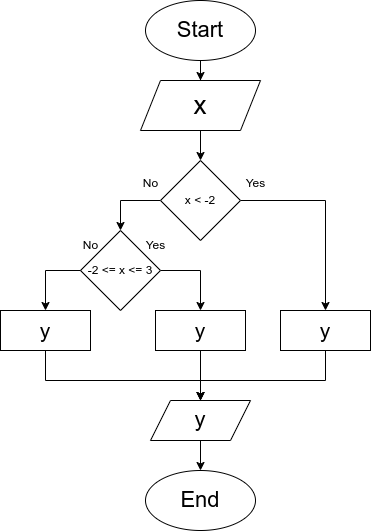 Start
x
No
Yes
x < -2
No
Yes
-2 <= x <= 3
y
y
y
y
End